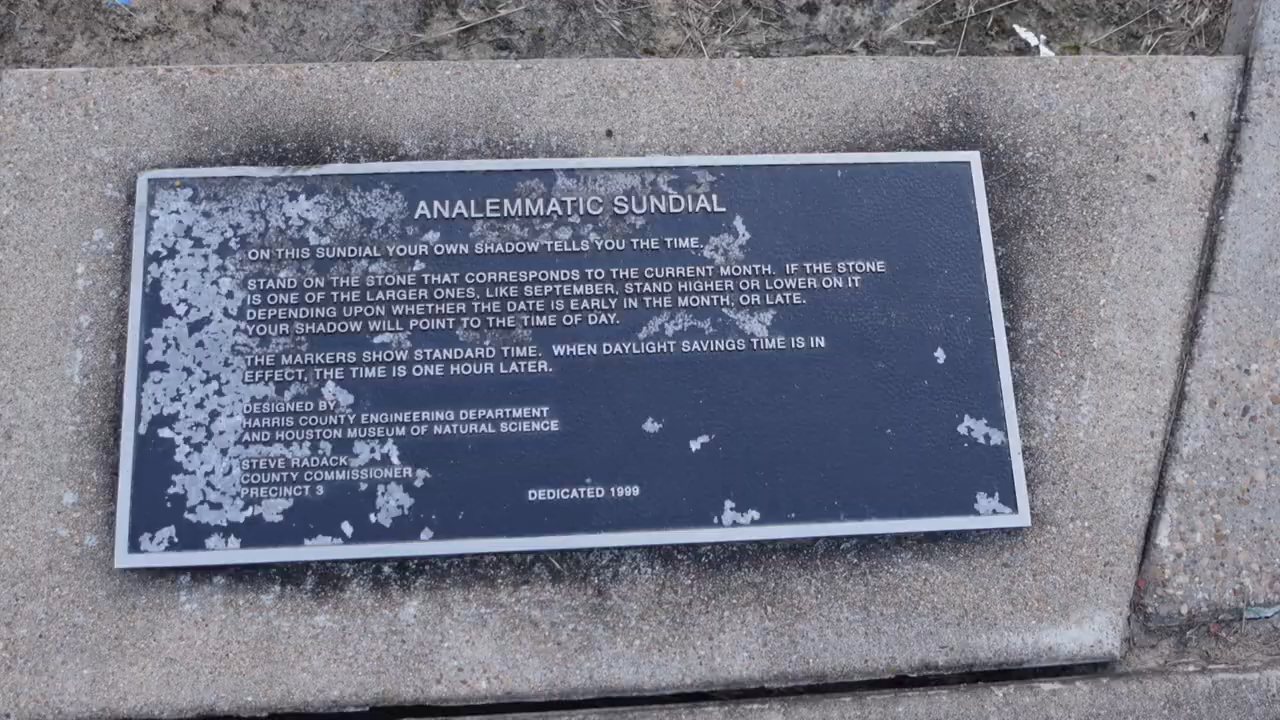 ANALEMMATIC SUNDIAL
ON THIS SUNDIAL YOUR OWN SHADOW TELLS YOU THE TIME.
STAND ON THE STONE THAT CORRESPONDS TO THE CURRENT MONTH. IF THE STONE
IS ONE OF THE LARGER ONES, LIKE SEPTEMBER, STAND HIGHER OR LOWER ON IT
DEPENDING UPON WHETHER THE DATE IS EARLY IN THE MONTH, OR LATE.
YOUR SHADOW WILL POINT TO THE TIME OF DAY.
THE MARKERS SHOW STANDARD TIME. WHEN DAYLIGHT SAVINGS TIME IS IN
EFFECT, THE TIME IS ONE HOUR LATER.
DESIGNED BY
HARRIS COUNTY ENGINEERING DEPARTMENT
AND HOUSTON MUSEUM OF NATURAL SCIENCE
STEVE RADACK
COUNTY COMMISSIONER
PRECINCT 3
DEDICATED 1999